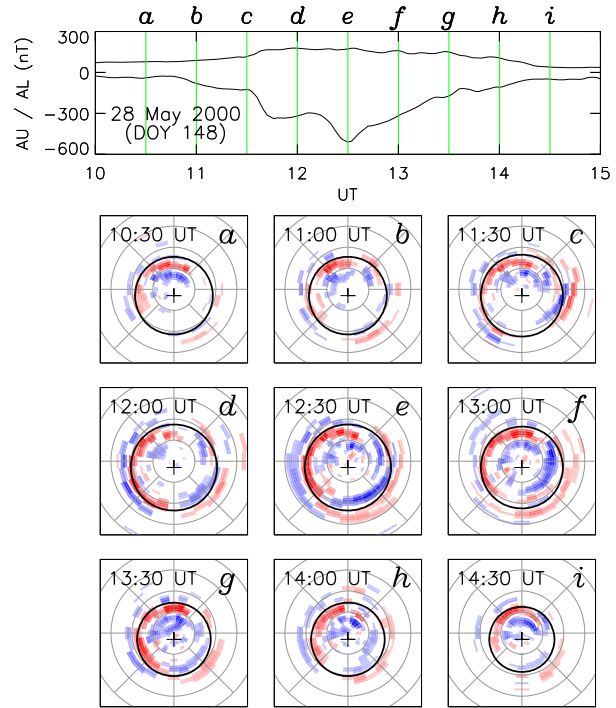 a b c d e f g h i
300
0
−300
−600
AU / AL (nT)
28 May 2000
(DOY 148)
10 11 12 13 14 15
UT
10:30 UT a
11:00 UT b
11:30 UT c
12:00 UT d
12:30 UT e
13:00 UT f
13:30 UT g
14:00 UT h
14:30 UT i